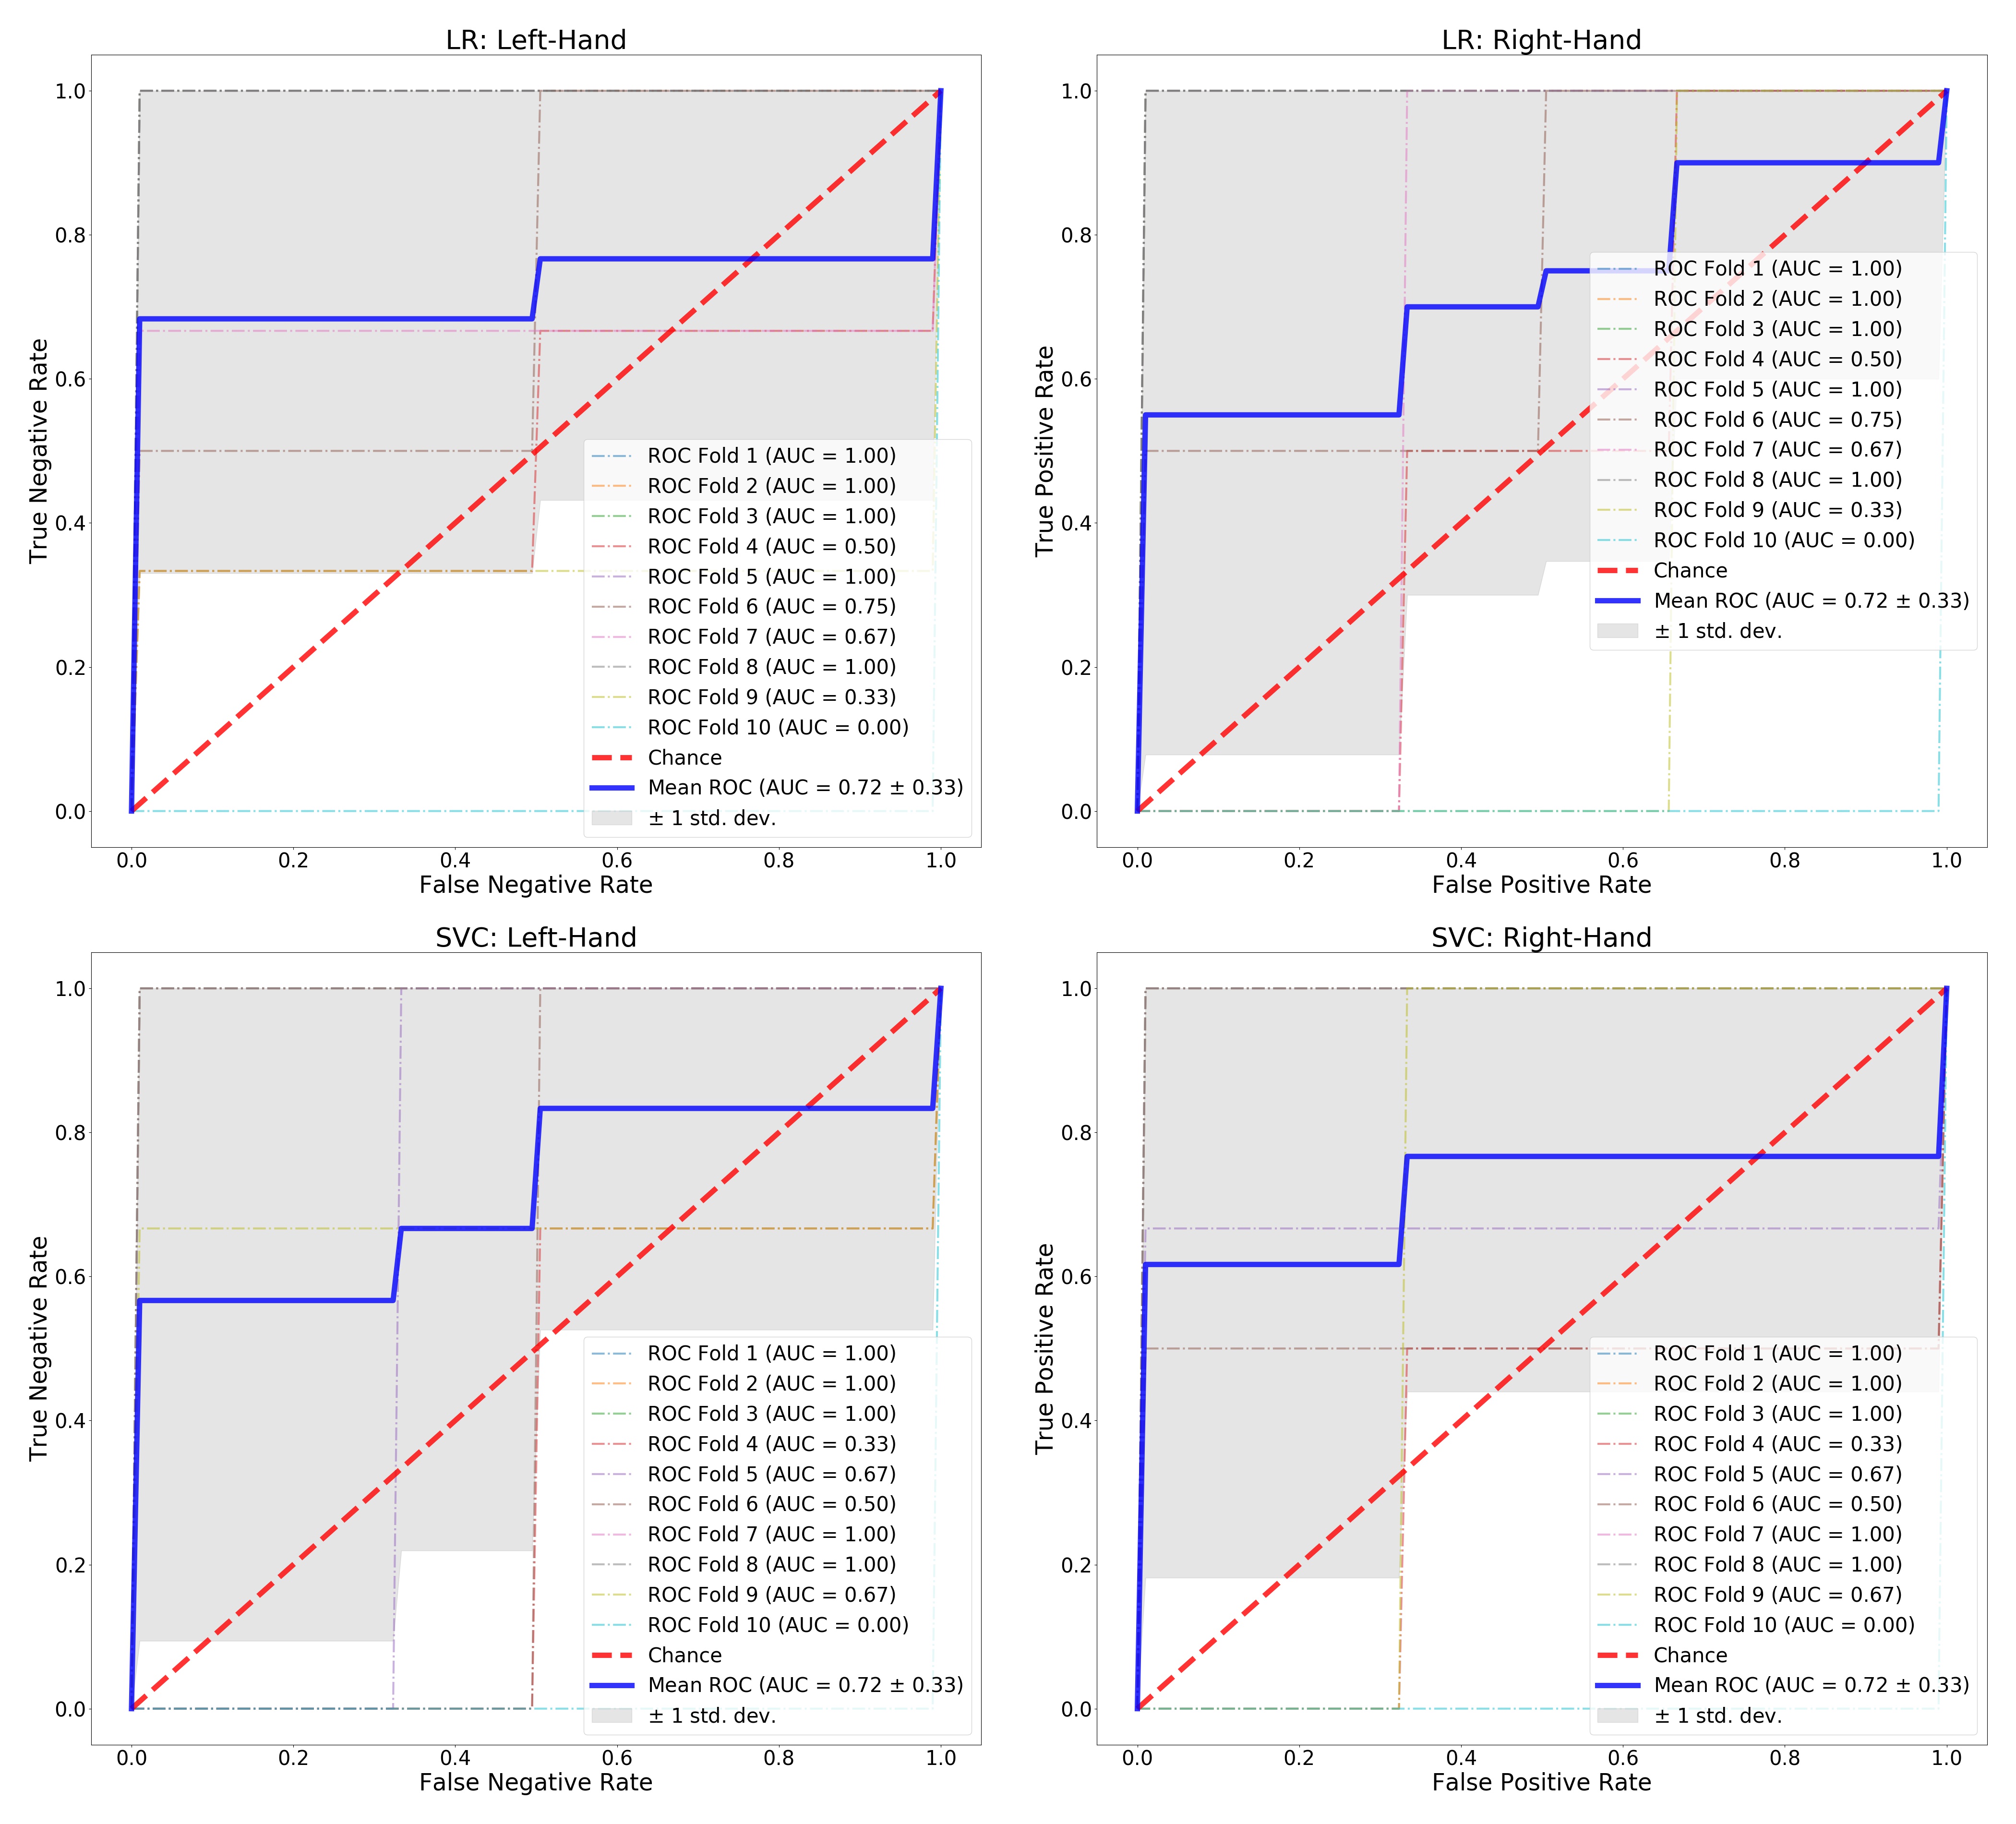 LR: Left-Hand
True Negative Rate
1.0
0.8
0.6
0.4
0.2
0.0
ROC Fold 1 (AUC = 1.00)
ROC Fold 2 (AUC = 1.00)
ROC Fold 3 (AUC = 1.00)
ROC Fold 4 (AUC = 0.50)
ROC Fold 5 (AUC = 1.00)
ROC Fold 6 (AUC = 0.75)
ROC Fold 7 (AUC = 0.67)
ROC Fold 8 (AUC = 1.00)
ROC Fold 9 (AUC = 0.33)
ROC Fold 10 (AUC = 0.00)
Chance
Mean ROC (AUC = 0.72 ± 0.33)
± 1 std. dev.
0.0 0.2 0.4 0.6 0.8 1.0
False Negative Rate
LR: Right-Hand
True Positive Rate
1.0
0.8
0.6
0.4
0.2
0.0
ROC Fold 1 (AUC = 1.00)
ROC Fold 2 (AUC = 1.00)
ROC Fold 3 (AUC = 1.00)
ROC Fold 4 (AUC = 0.50)
ROC Fold 5 (AUC = 1.00)
ROC Fold 6 (AUC = 0.75)
ROC Fold 7 (AUC = 0.67)
ROC Fold 8 (AUC = 1.00)
ROC Fold 9 (AUC = 0.33)
ROC Fold 10 (AUC = 0.00)
Chance
Mean ROC (AUC = 0.72 ± 0.33)
± 1 std. dev.
0.0 0.2 0.4 0.6 0.8 1.0
False Positive Rate
SVC: Left-Hand
True Negative Rate
1.0
0.8
0.6
0.4
0.2
0.0
ROC Fold 1 (AUC = 1.00)
ROC Fold 2 (AUC = 1.00)
ROC Fold 3 (AUC = 1.00)
ROC Fold 4 (AUC = 0.33)
ROC Fold 5 (AUC = 0.67)
ROC Fold 6 (AUC = 0.50)
ROC Fold 7 (AUC = 1.00)
ROC Fold 8 (AUC = 1.00)
ROC Fold 9 (AUC = 0.67)
ROC Fold 10 (AUC = 0.00)
Chance
Mean ROC (AUC = 0.72 ± 0.33)
± 1 std. dev.
0.0 0.2 0.4 0.6 0.8 1.0
False Negative Rate
SVC: Right-Hand
True Positive Rate
1.0
0.8
0.6
0.4
0.2
0.0
ROC Fold 1 (AUC = 1.00)
ROC Fold 2 (AUC = 1.00)
ROC Fold 3 (AUC = 1.00)
ROC Fold 4 (AUC = 0.33)
ROC Fold 5 (AUC = 0.67)
ROC Fold 6 (AUC = 0.50)
ROC Fold 7 (AUC = 1.00)
ROC Fold 8 (AUC = 1.00)
ROC Fold 9 (AUC = 0.67)
ROC Fold 10 (AUC = 0.00)
Chance
Mean ROC (AUC = 0.72 ± 0.33)
± 1 std. dev.
0.0 0.2 0.4 0.6 0.8 1.0
False Positive Rate